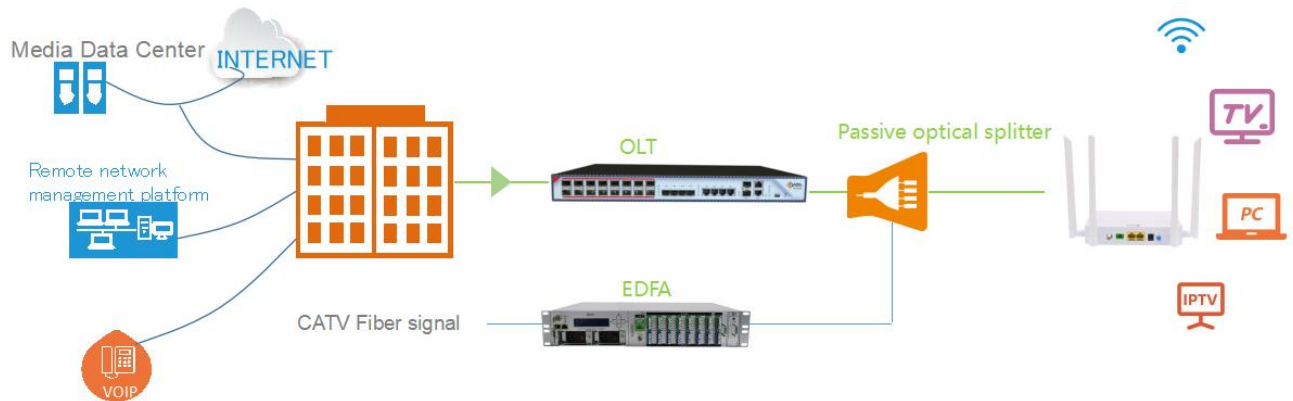 Media Data Center
INTERNET
Remote network
management platform
VOIP
OLT
Passive optical splitter
CATV Fiber signal
EDFA
TV
PC
IPTV